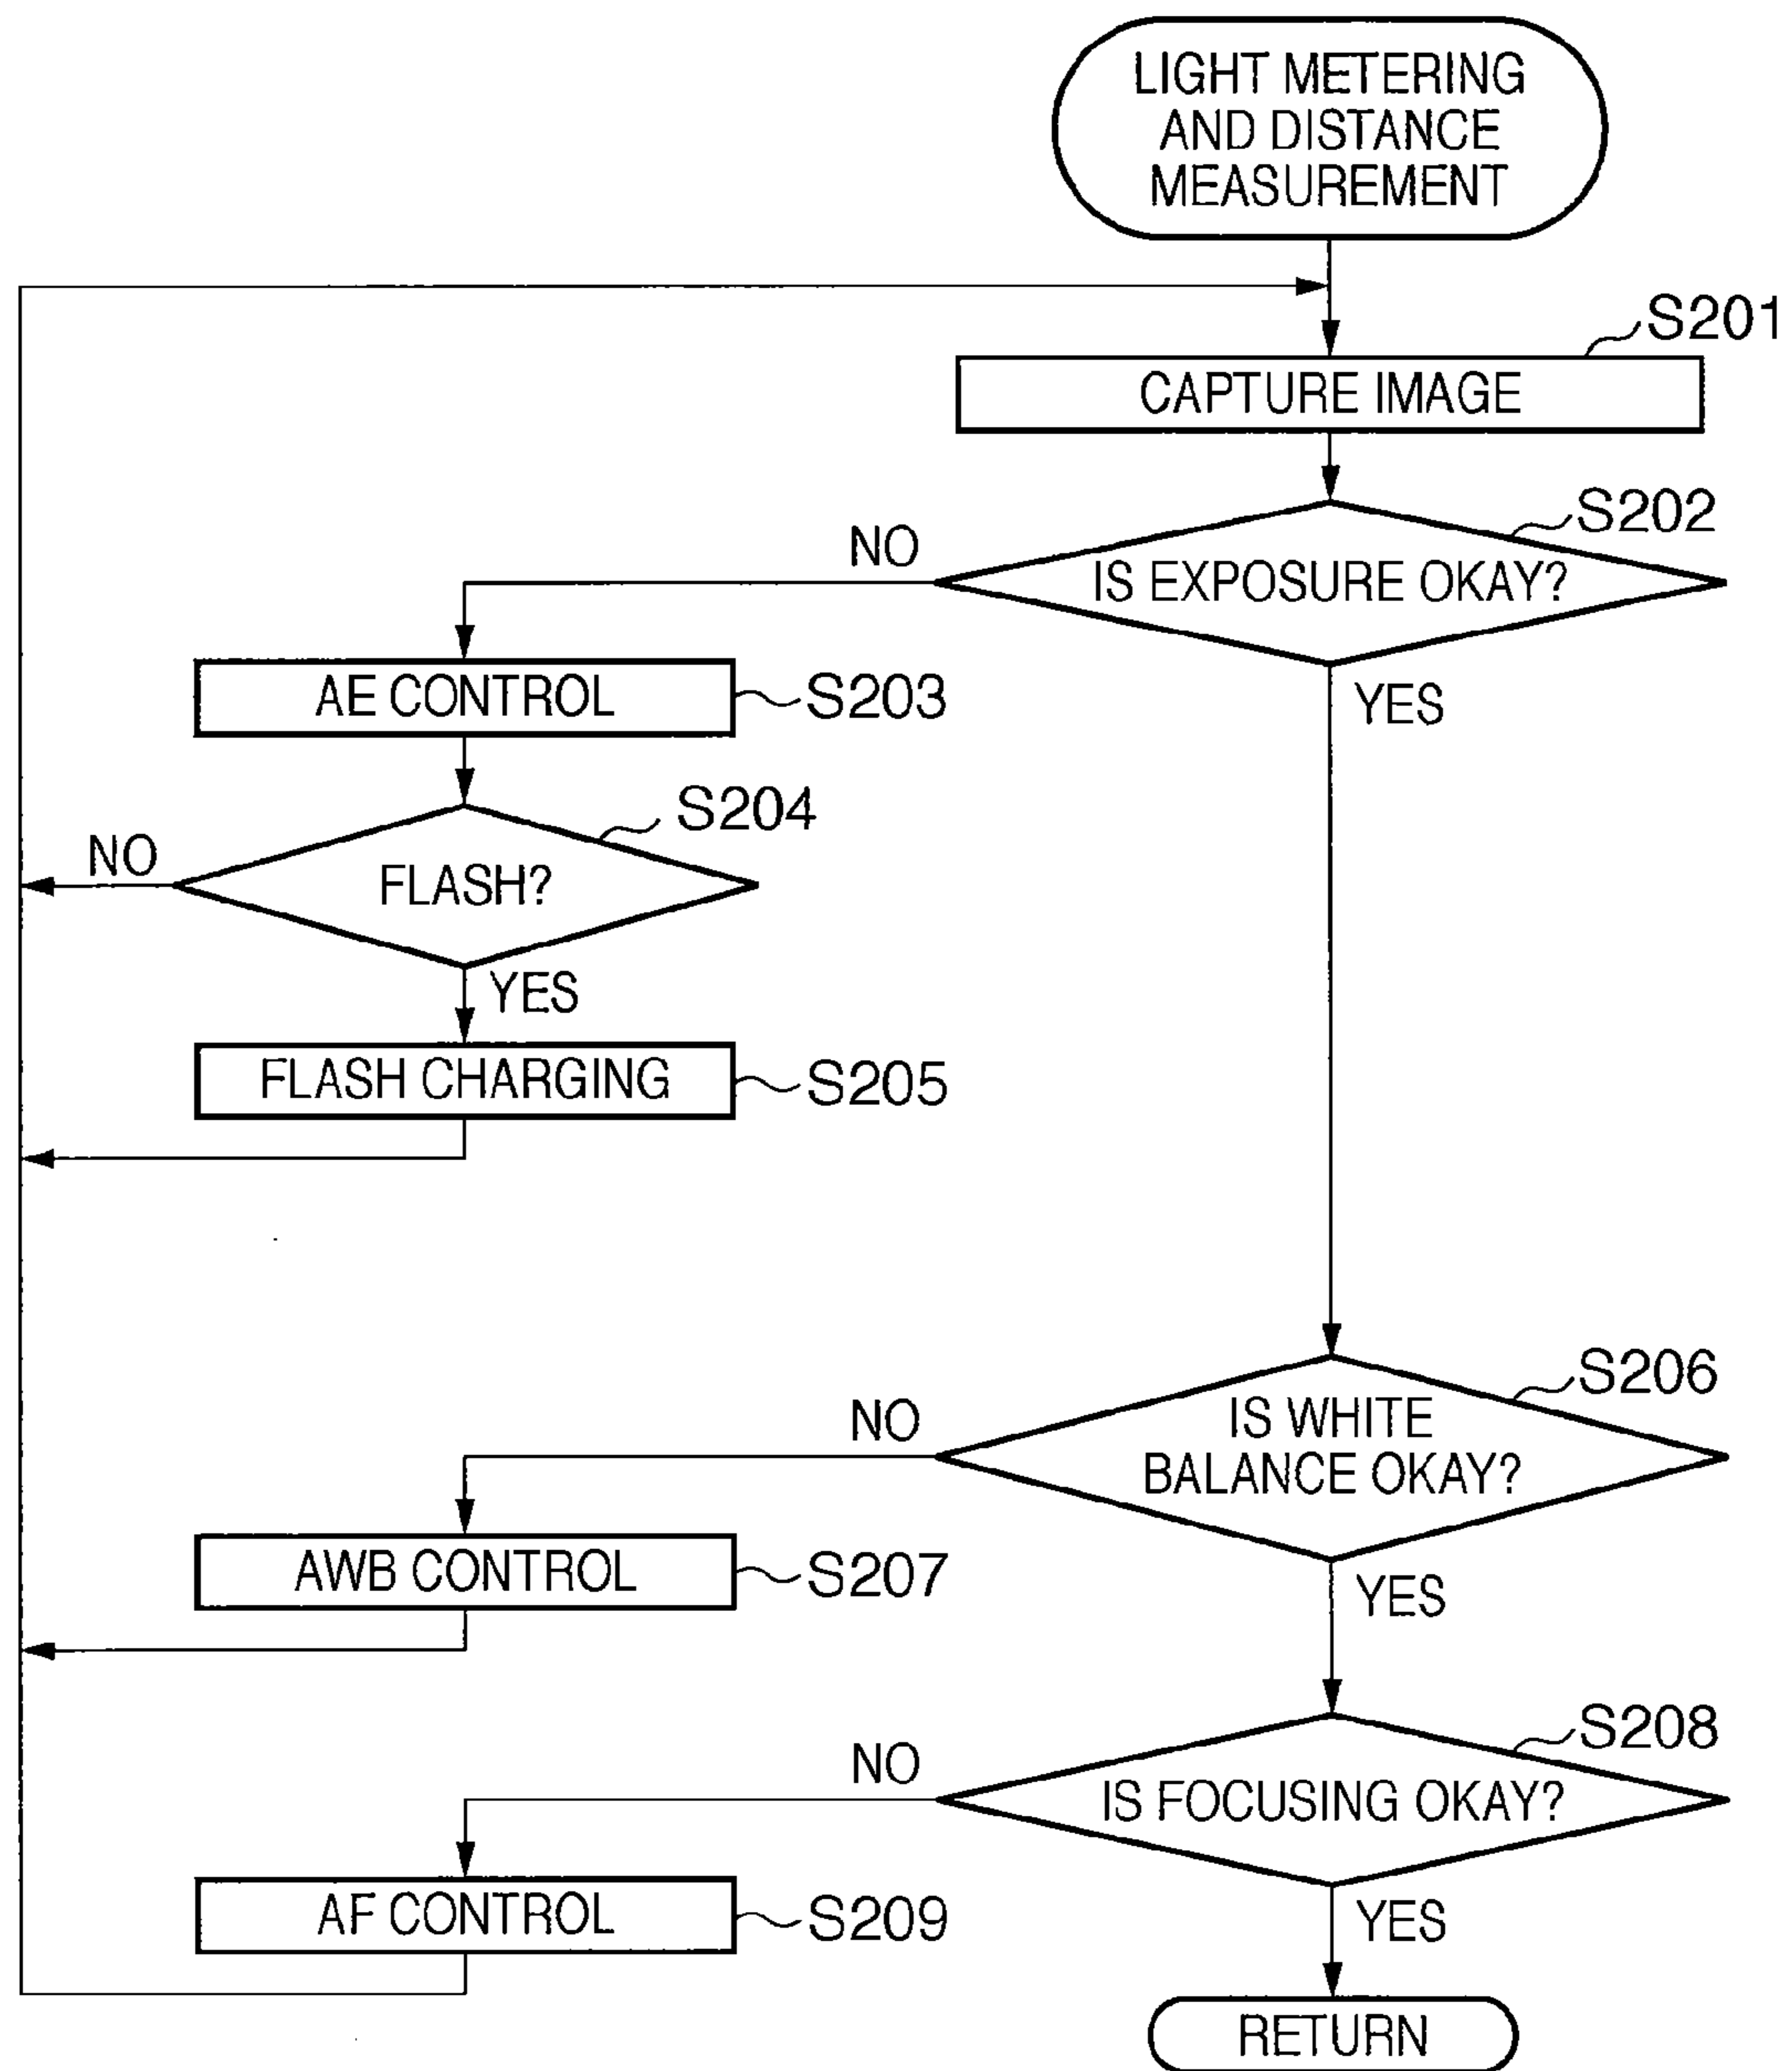 LIGHT METERING
AND DISTANCE
MEASUREMENT
S201
CAPTURE IMAGE
S202
NO
IS EXPOSURE OKAY?
AE CONTROL
S203
YES
S204
NO
FLASH?
YES
FLASH CHARGING
S205
S206
NO
IS WHITE
BALANCE OKAY?
AWB CONTROL
S207
YES
S208
NO
IS FOCUSING OKAY?
AF CONTROL
S209
YES
RETURN